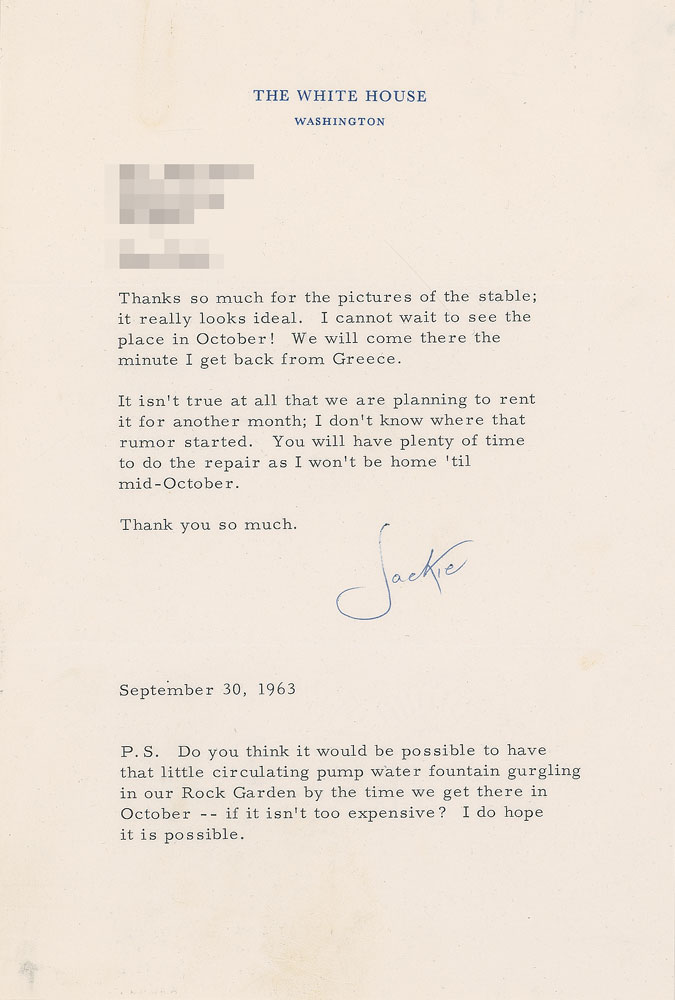 THE WHITE HOUSE
WASHINGTON
Thanks so much for the pictures of the stable;
it really looks ideal.  I cannot wait to see the
place in October!  We will come there the
minute I get back from Greece.
It isn't true at all that we are planning to rent
it for another month; I don't know where that
rumor started.  You will have plenty of time
to do the repair as I won't be home 'til
mid-October.
Thank you so much.
Jackie
September 30, 1963
P.S.  Do you think it would be possible to have
that little circulating pump water fountain gurgling
in our Rock Garden by the time we get there in
October -- if it isn't too expensive?  I do hope
it is possible.